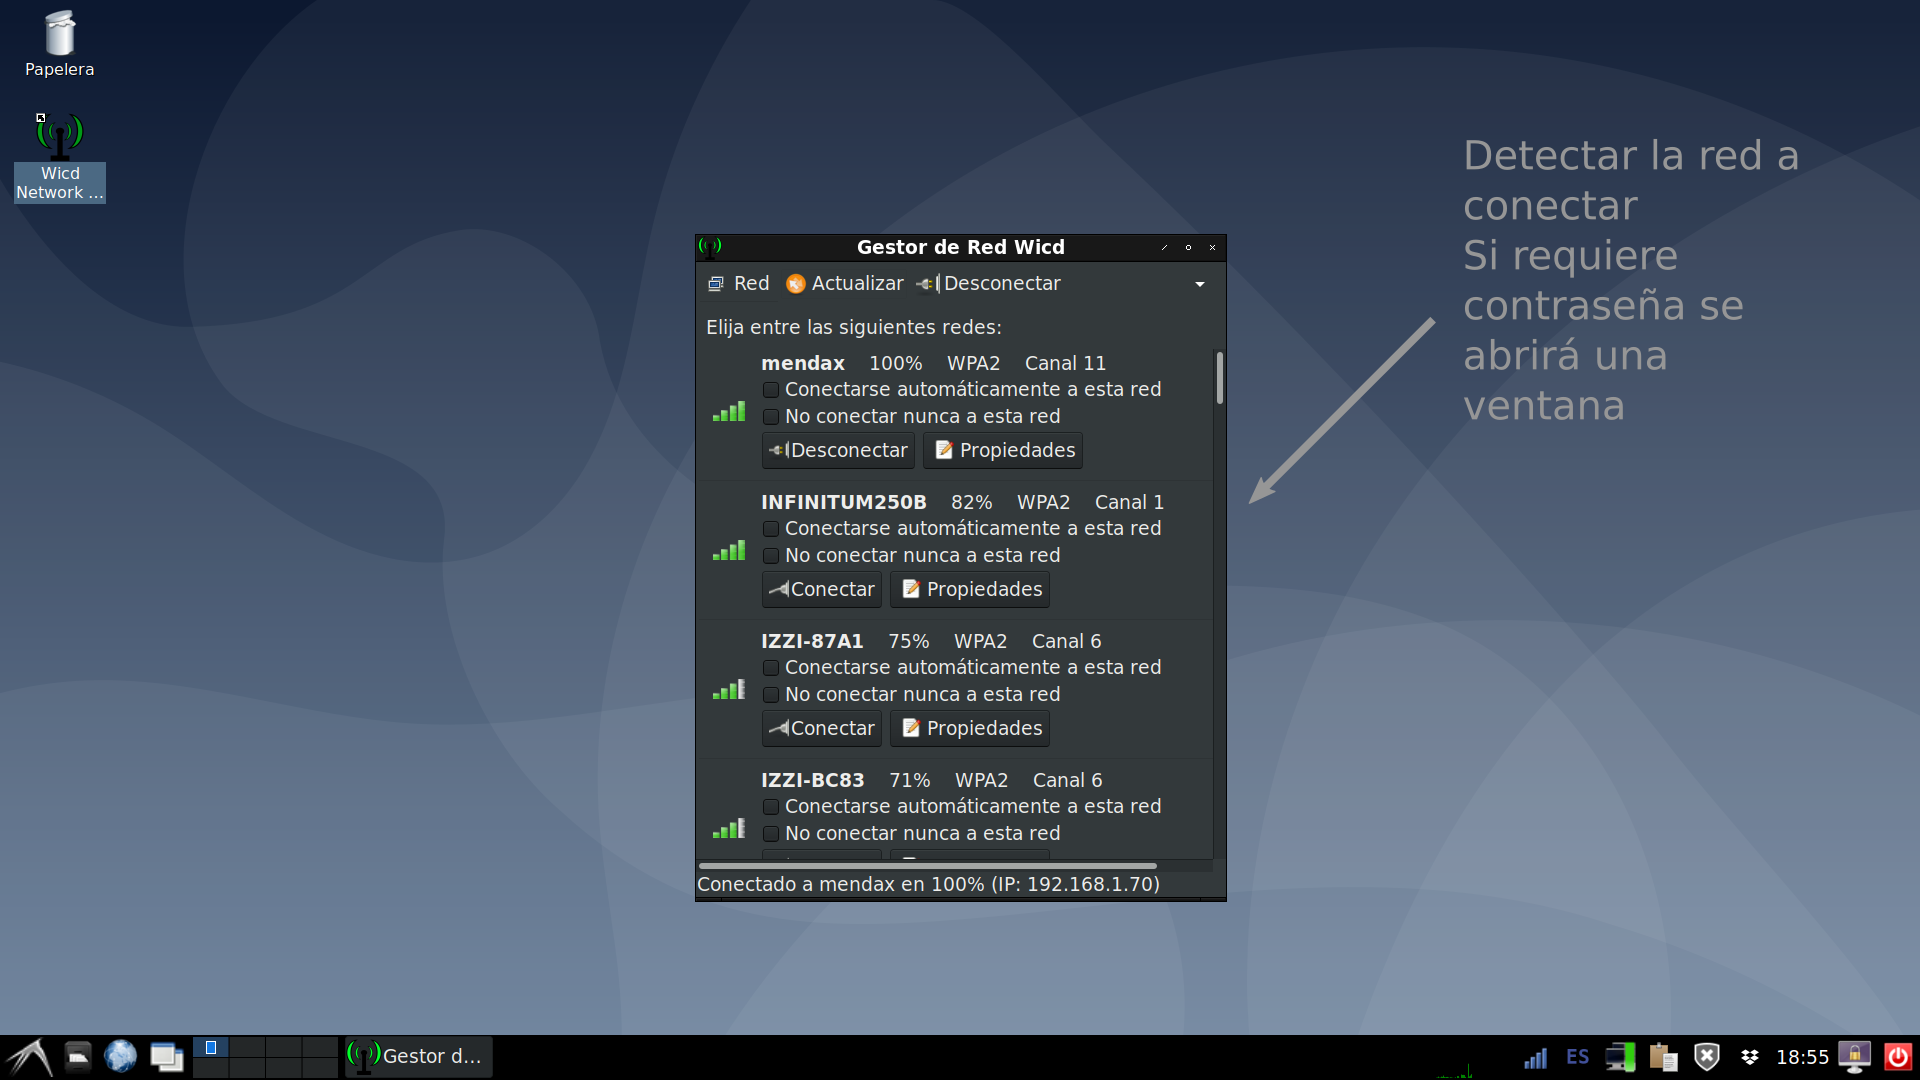 Papelera
Wicd
Network ...
Detectar la red a
conectar
Si requiere
contraseña se
abrirá una
ventana
Gestor de Red Wicd
Red Actualizar Desconectar
Elija entre las siguientes redes:
mendax 100% WPA2 Canal 11
Conectarse automáticamente a esta red
No conectar nunca a esta red
Desconectar Propiedades
INFINITUM250B 82% WPA2 Canal 1
Conectarse automáticamente a esta red
No conectar nunca a esta red
Conectar Propiedades
IZZI-87A1 75% WPA2 Canal 6
Conectarse automáticamente a esta red
No conectar nunca a esta red
Conectar Propiedades
IZZI-BC83 71% WPA2 Canal 6
Conectarse automáticamente a esta red
No conectar nunca a esta red
Conectado a mendax en 100% (IP: 192.168.1.70)
Gestor d...
ES
18:55